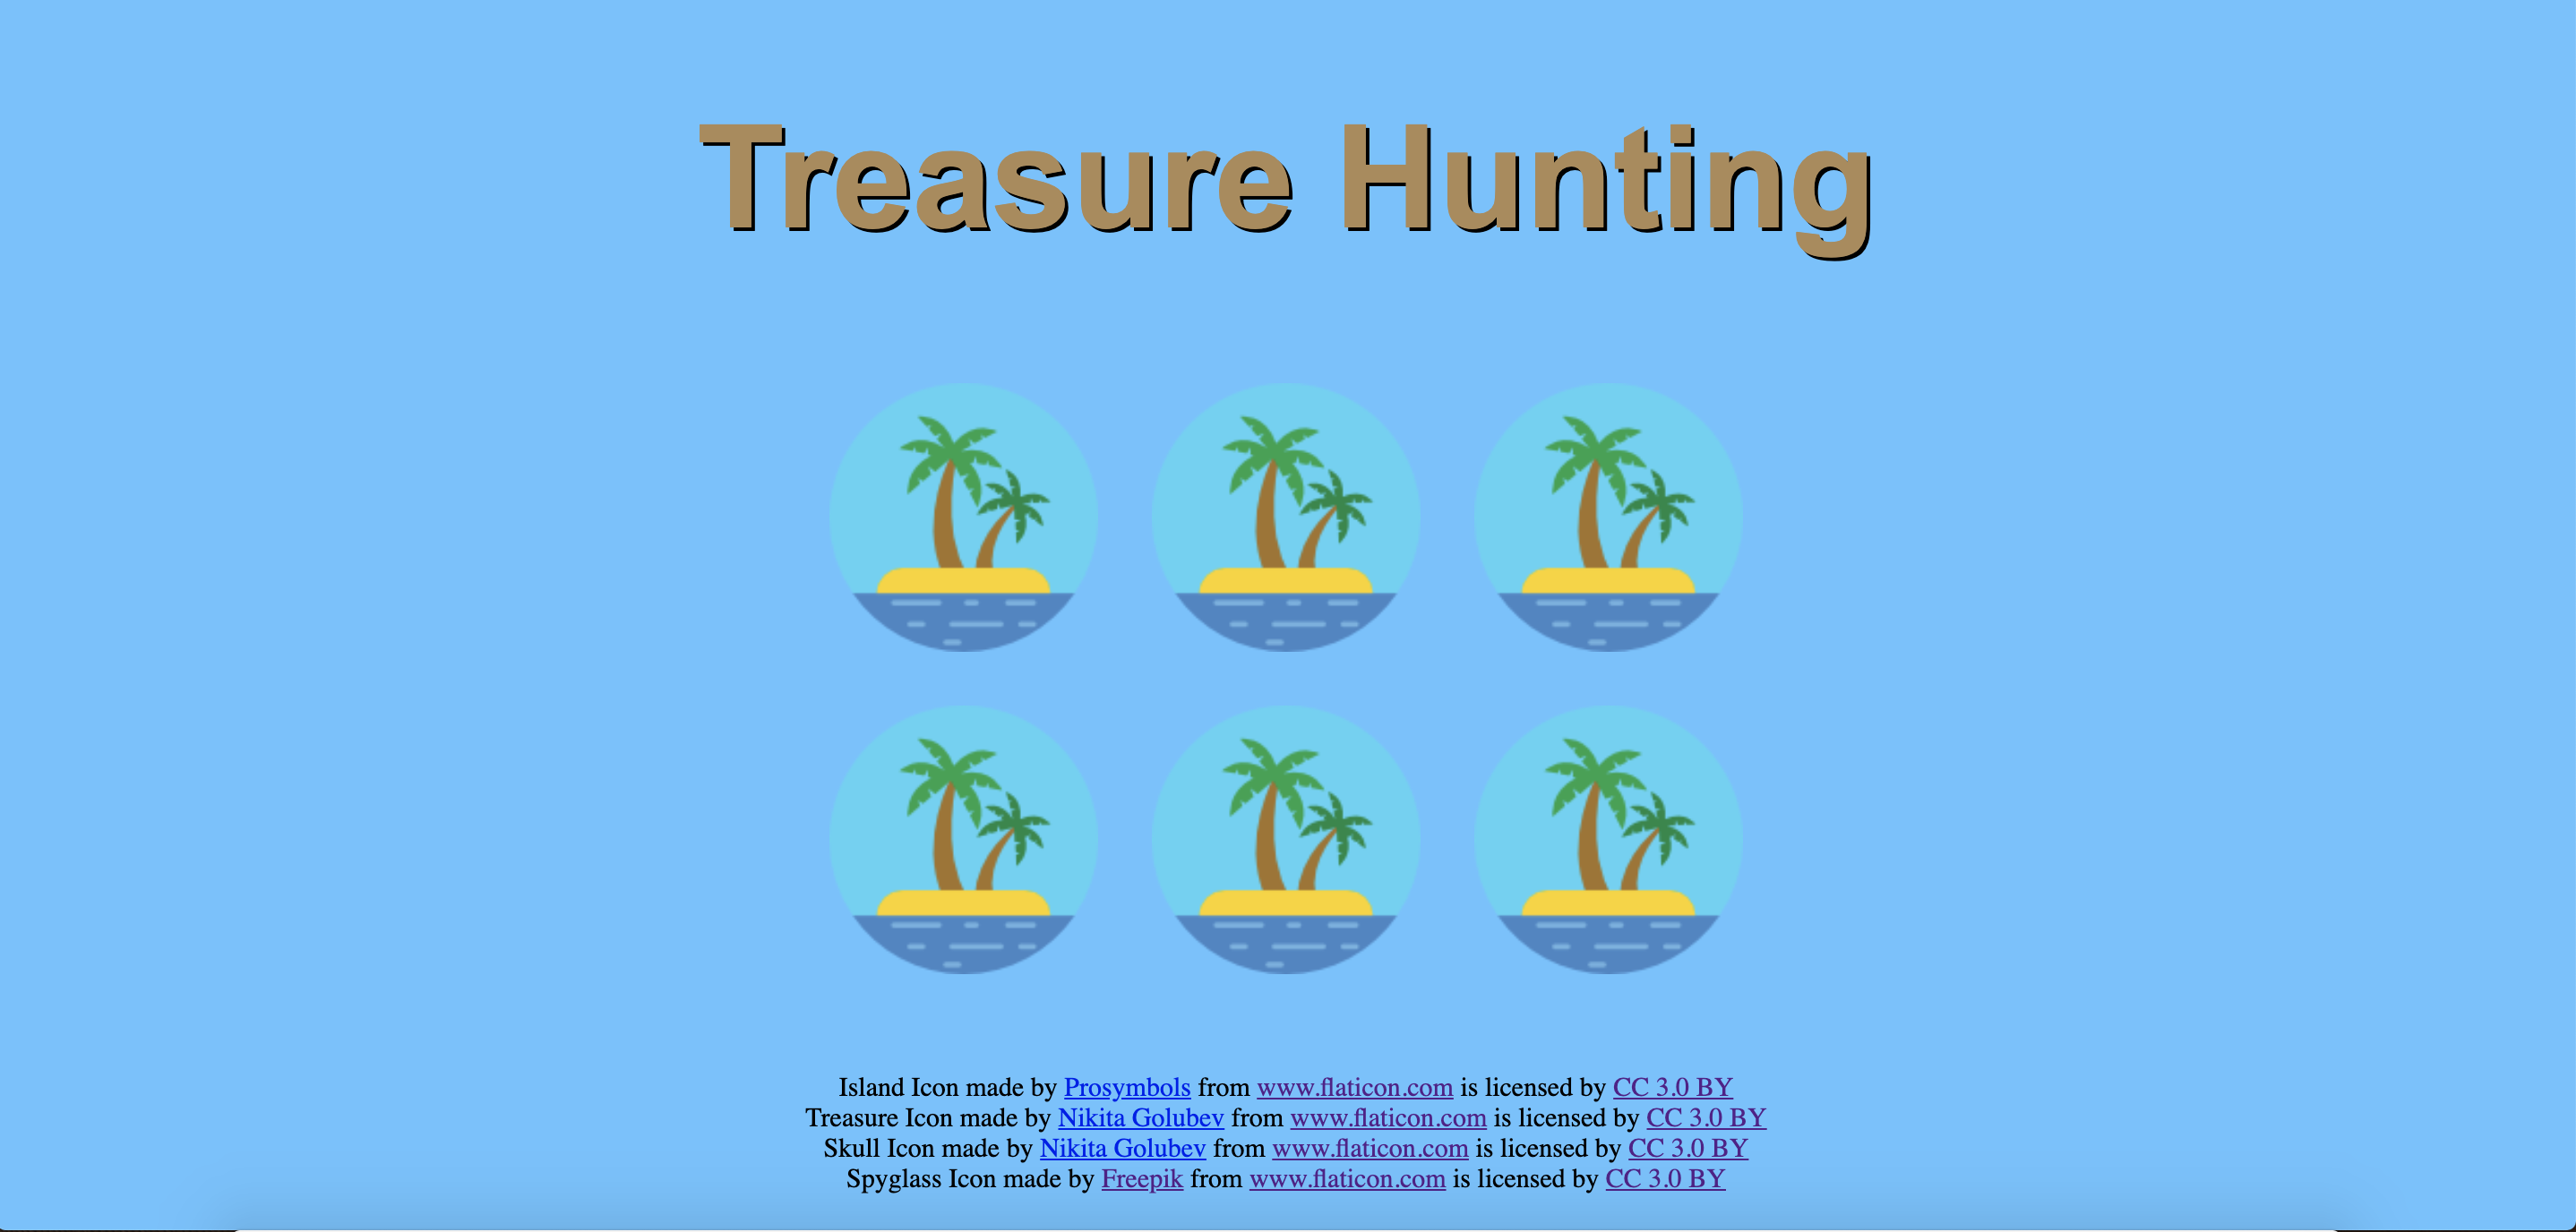 Treasure Hunting
Island Icon made by Prosymbols from www.flaticon.com is licensed by CC 3.0 BY
Treasure Icon made by Nikita Golubev from www.flaticon.com is licensed by CC 3.0 BY
Skull Icon made by Nikita Golubev from www.flaticon.com is licensed by CC 3.0 BY
Spyglass Icon made by Freepik from www.flaticon.com is licensed by CC 3.0 BY